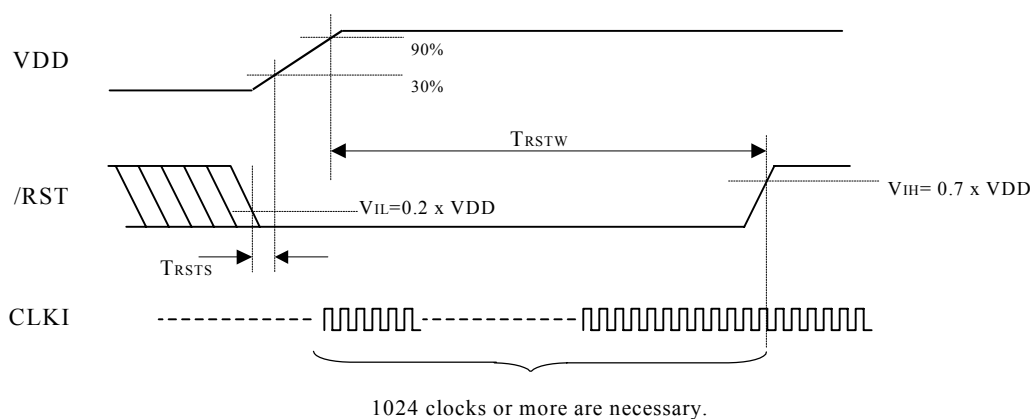 VDD
90%
30%
TRSTW
/RST
VIL=0.2 x VDD
VIH= 0.7 x VDD
TRSTS
CLKI
1024 clocks or more are necessary.